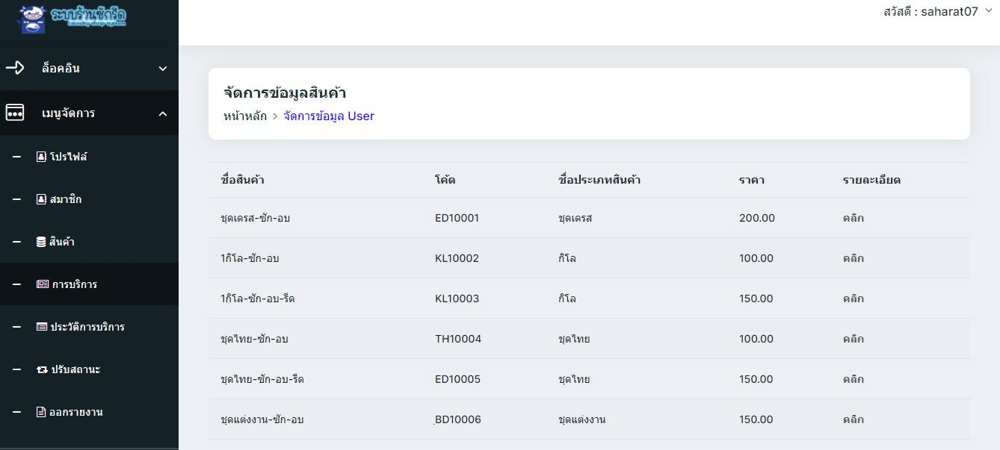 ระบบร้านซักรีด
สวัสดี : saharat07
ล็อคอิน
เมนูจัดการ
โปรไฟล์
สมาชิก
สินค้า
การบริการ
ประวัติการบริการ
ปรับสถานะ
ออกรายงาน
จัดการข้อมูลสินค้า
หน้าหลัก > จัดการข้อมูล User
ชื่อสินค้า โค้ด ชื่อประเภทสินค้า ราคา รายละเอียด
ชุดเดรส-ซัก-อบ ED10001 ชุดเดรส 200.00 คลิก
1กิโล-ซัก-อบ KL10002 กิโล 100.00 คลิก
1กิโล-ซัก-อบ-รีด KL10003 กิโล 150.00 คลิก
ชุดไทย-ซัก-อบ TH10004 ชุดไทย 100.00 คลิก
ชุดไทย-ซัก-อบ-รีด ED10005 ชุดไทย 150.00 คลิก
ชุดแต่งงาน-ซัก-อบ ฺBD10006 ชุดแต่งงาน 150.00 คลิก